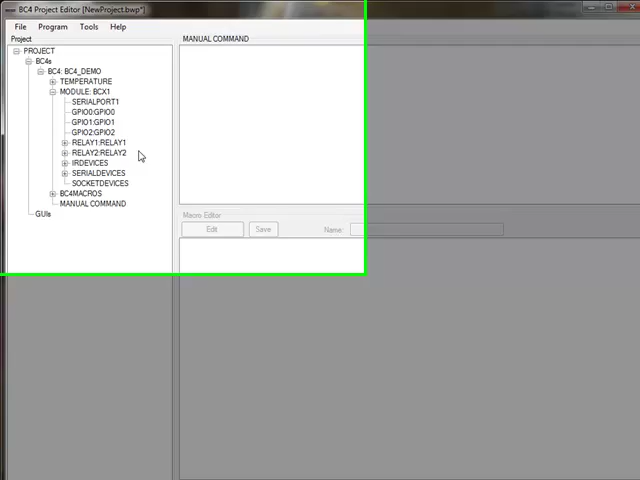 BC4 Project Editor [NewProject.bwp*]
File Program Tools Help
Project
MANUAL COMMAND
PROJECT
BC4s
BC4: BC4_DEMO
TEMPERATURE
MODULE: BCX1
SERIALPORT1
GPIO0:GPIO0
GPIO1:GPIO1
GPIO2:GPIO2
RELAY1:RELAY1
RELAY2:RELAY2
IRDEVICES
SERIALDEVICES
SOCKETDEVICES
BC4MACROS
MANUAL COMMAND
GUIs
Macro Editor
Edit Save Name: